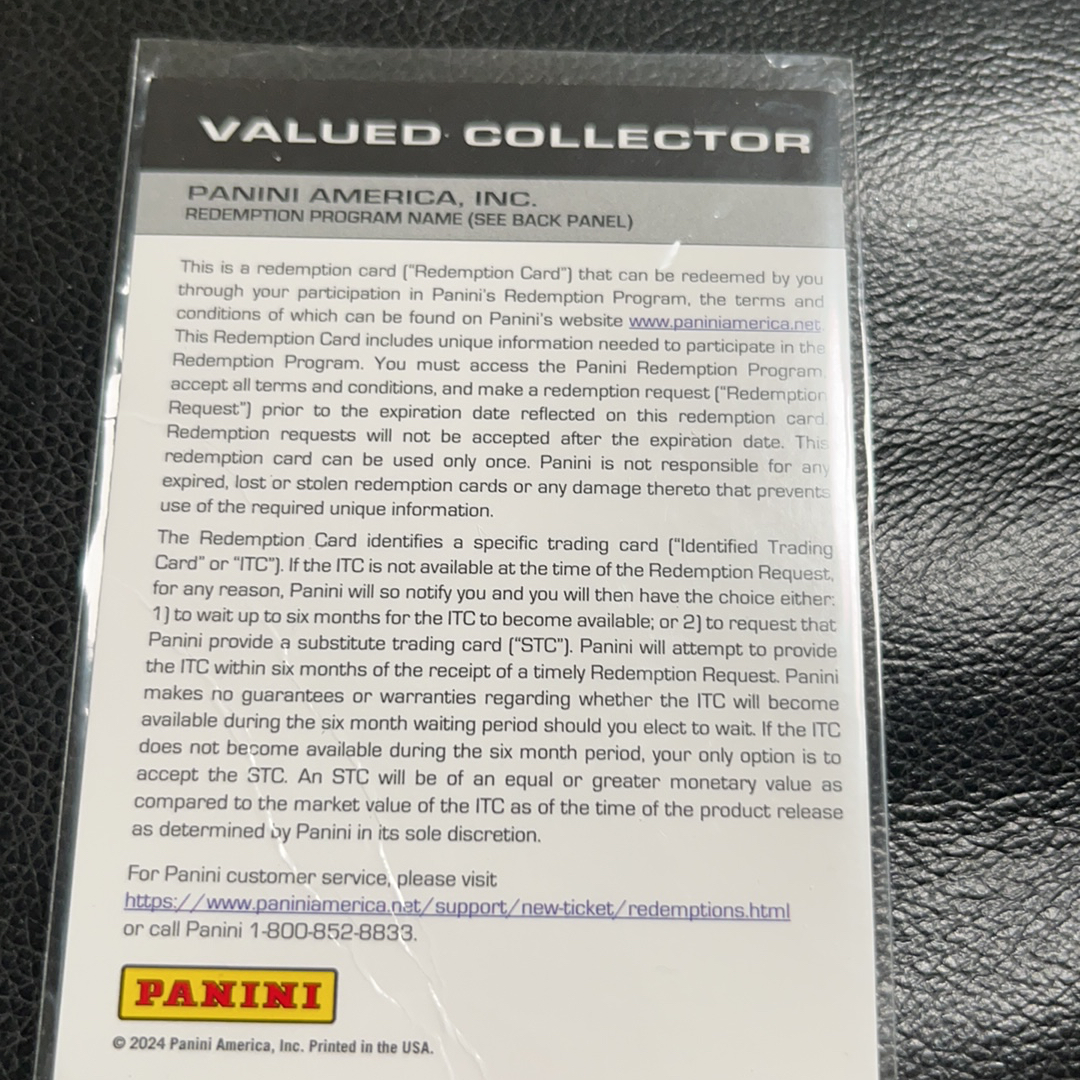 VALUED COLLECTOR
PANINI AMERICA, INC.
REDEMPTION PROGRAM NAME (SEE BACK PANEL)
This is a redemption card ("Redemption Card") that can be redeemed by you
through your participation in Panini's Redemption Program, the terms and
conditions of which can be found on Panini's website www.paniniamerica.net.
This Redemption Card includes unique information needed to participate in the
Redemption Program. You must access the Panini Redemption Program,
accept all terms and conditions, and make a redemption request ("Redemption
Request") prior to the expiration date reflected on this redemption card.
Redemption requests will not be accepted after the expiration date. This
redemption card can be used only once. Panini is not responsible for any
expired, lost or stolen redemption cards or any damage thereto that prevents
use of the required unique information.
The Redemption Card identifies a specific trading card ("Identified Trading
Card" or "ITC"). If the ITC is not available at the time of the Redemption Request,
for any reason, Panini will so notify you and you will then have the choice either:
1) to wait up to six months for the ITC to become available; or 2) to request that
Panini provide a substitute trading card ("STC"). Panini will attempt to provide
the ITC within six months of the receipt of a timely Redemption Request. Panini
makes no guarantees or warranties regarding whether the ITC will become
available during the six month waiting period should you elect to wait. If the ITC
does not become available during the six month period, your only option is to
accept the STC. An STC will be of an equal or greater monetary value as
compared to the market value of the ITC as of the time of the product release
as determined by Panini in its sole discretion.
For Panini customer service, please visit
https://www.paniniamerica.net/support/new-ticket/redemptions.html
or call Panini 1-800-852-8833.
PANINI
© 2024 Panini America, Inc. Printed in the USA.